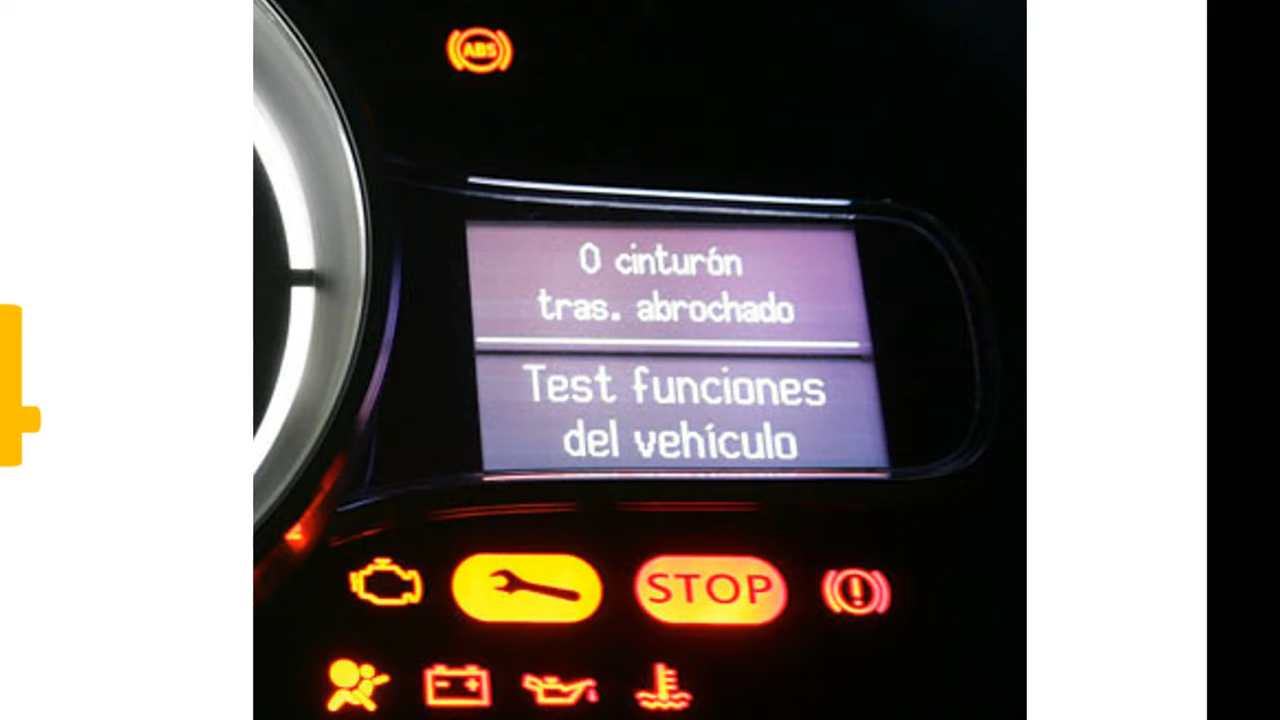 ABS
0 cinturón
tras. abrochado
Test funciones
del vehículo
STOP